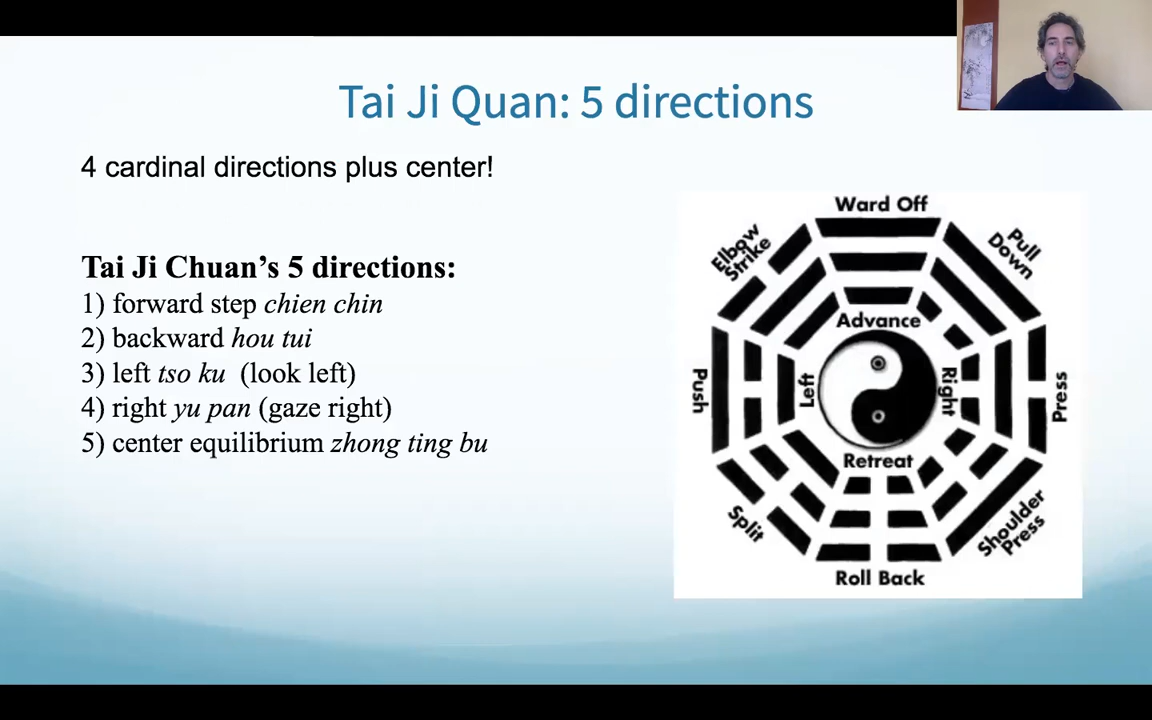 Tai Ji Quan: 5 directions
4 cardinal directions plus center!
Tai Ji Chuan’s 5 directions:
1) forward step chien chin
2) backward hou tui
3) left tso ku (look left)
4) right yu pan (gaze right)
5) center equilibrium zhong ting bu
Ward Off
Elbow
Strike
Pull
Down
Advance
Push
Left
Right
Press
Retreat
Split
Shoulder
Press
Roll Back